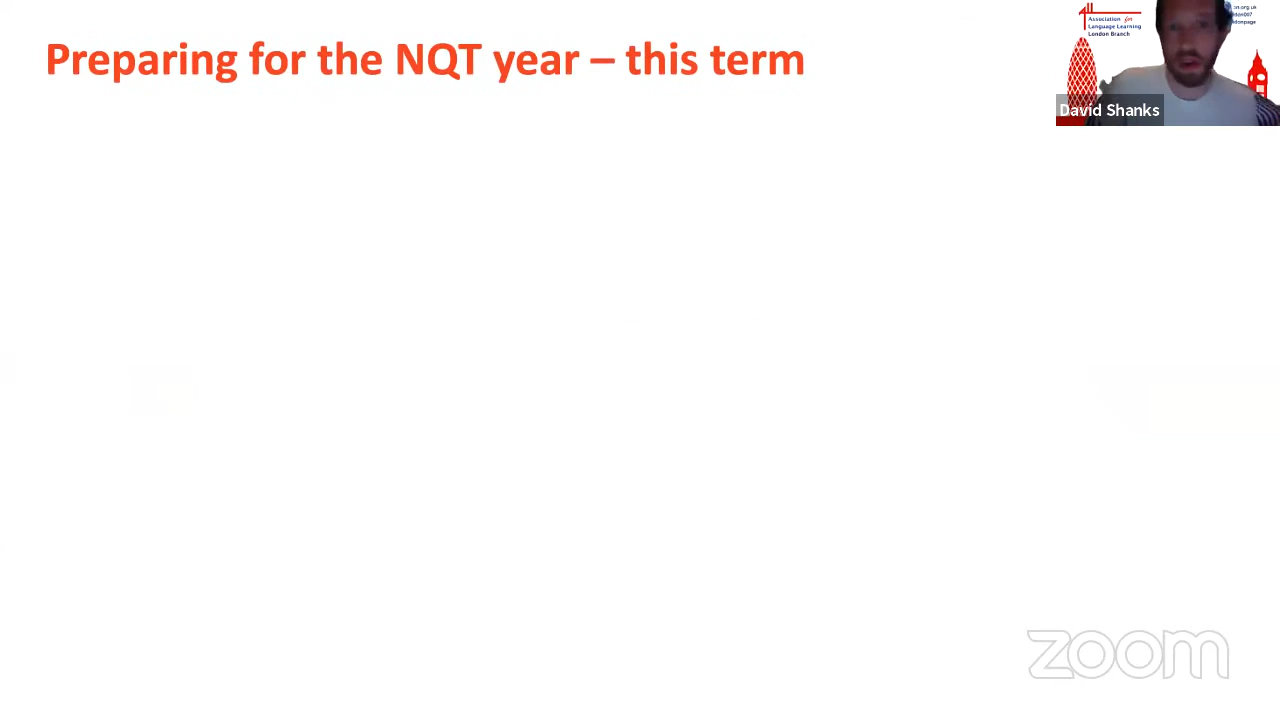 Preparing for the NQT year – this term
Association for
Language Learning
London Branch
David Shanks
zoom